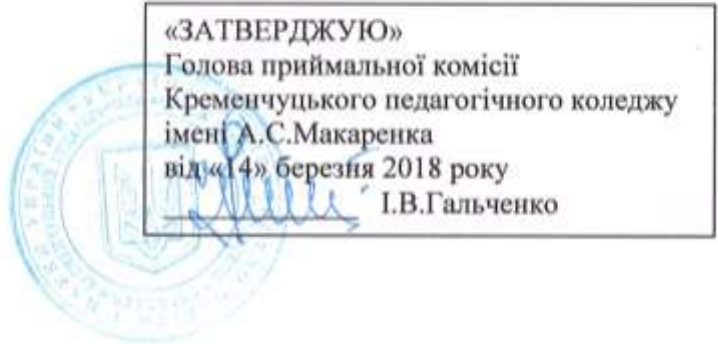 «ЗАТВЕРДЖУЮ»
Голова приймальної комісії
Кременчуцького педагогічного коледжу
імені А.С.Макаренка
від «14» березня 2018 року
І.В.Гальченко